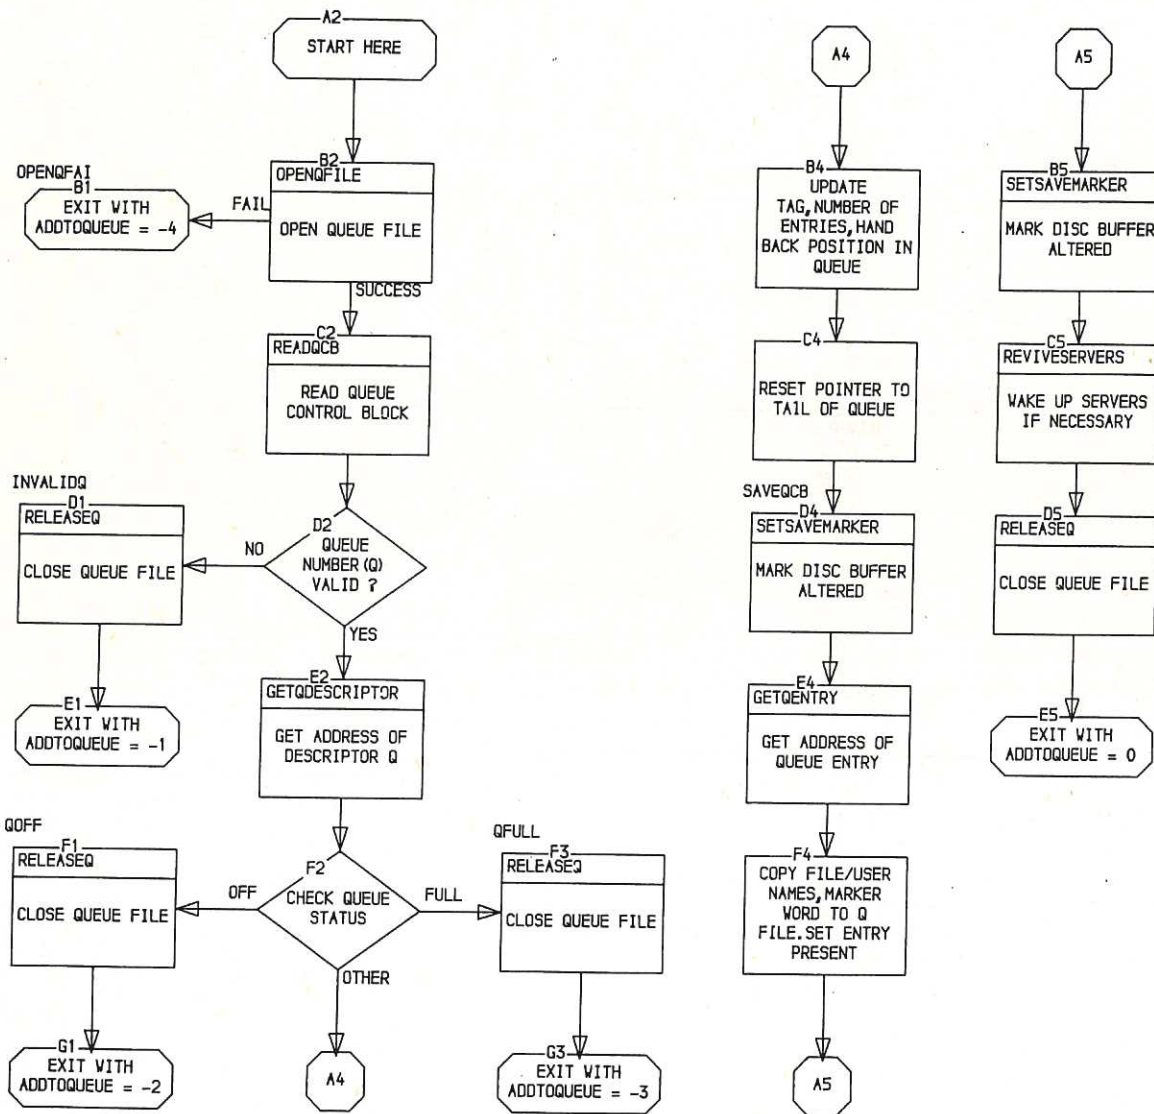 A2
START HERE
OPENQFAI
B1
EXIT WITH
ADDTOQUEUE = -4
FAIL
B2
OPENQFILE
OPEN QUEUE FILE
SUCCESS
C2
READQCB
READ QUEUE
CONTROL BLOCK
INVALIDQ
D1
RELEASEQ
CLOSE QUEUE FILE
NO
D2
QUEUE
NUMBER(Q)
VALID ?
YES
E1
EXIT WITH
ADDTOQUEUE = -1
E2
GETQDESCRIPTOR
GET ADDRESS OF
DESCRIPTOR Q
QOFF
F1
RELEASEQ
CLOSE QUEUE FILE
OFF
F2
CHECK QUEUE
STATUS
FULL
OTHER
QFULL
F3
RELEASEQ
CLOSE QUEUE FILE
G1
EXIT WITH
ADDTOQUEUE = -2
A4
G3
EXIT WITH
ADDTOQUEUE = -3
A4
B4
UPDATE
TAG,NUMBER OF
ENTRIES,HAND
BACK POSITION IN
QUEUE
C4
RESET POINTER TO
TAIL OF QUEUE
SAVEQCB
D4
SETSAVEMARKER
MARK DISC BUFFER
ALTERED
E4
GETQENTRY
GET ADDRESS OF
QUEUE ENTRY
F4
COPY FILE/USER
NAMES,MARKER
WORD TO Q
FILE.SET ENTRY
PRESENT
A5
A5
B5
SETSAVEMARKER
MARK DISC BUFFER
ALTERED
C5
REVIVESERVERS
WAKE UP SERVERS
IF NECESSARY
D5
RELEASEQ
CLOSE QUEUE FILE
E5
EXIT WITH
ADDTOQUEUE = 0